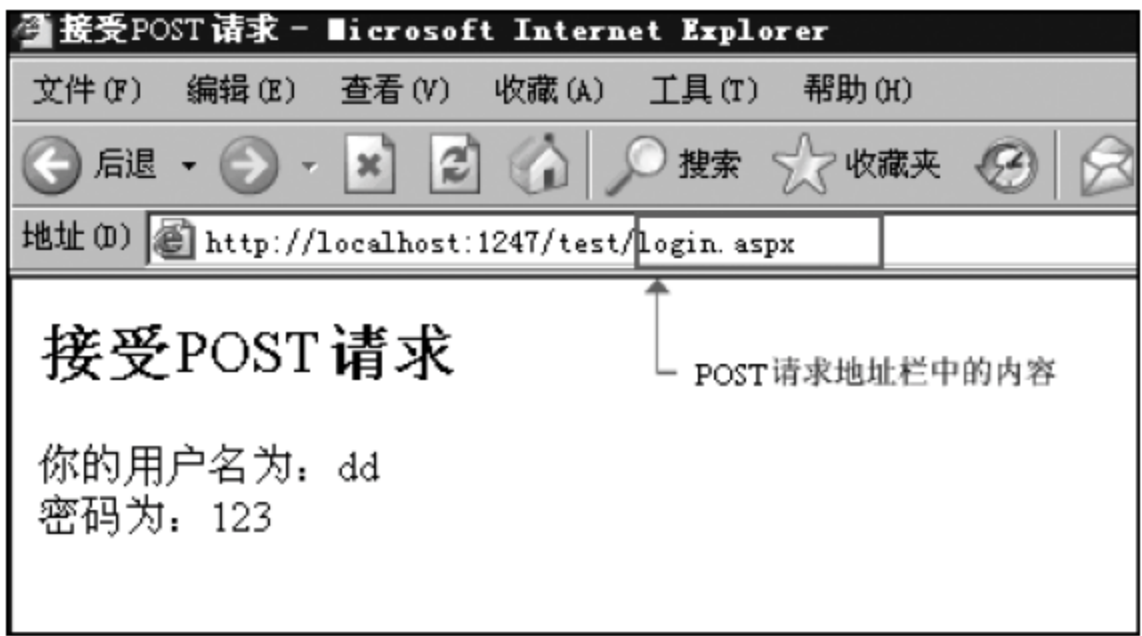 接受POST 请求 - Microsoft Internet Explorer
文件(F) 编辑(E) 查看(V) 收藏(A) 工具(T) 帮助(H)
后退 搜索 收藏夹
地址(D) http://localhost:1247/test/login.aspx
接受POST请求
POST请求地址栏中的内容
你的用户名为：dd
密码为：123